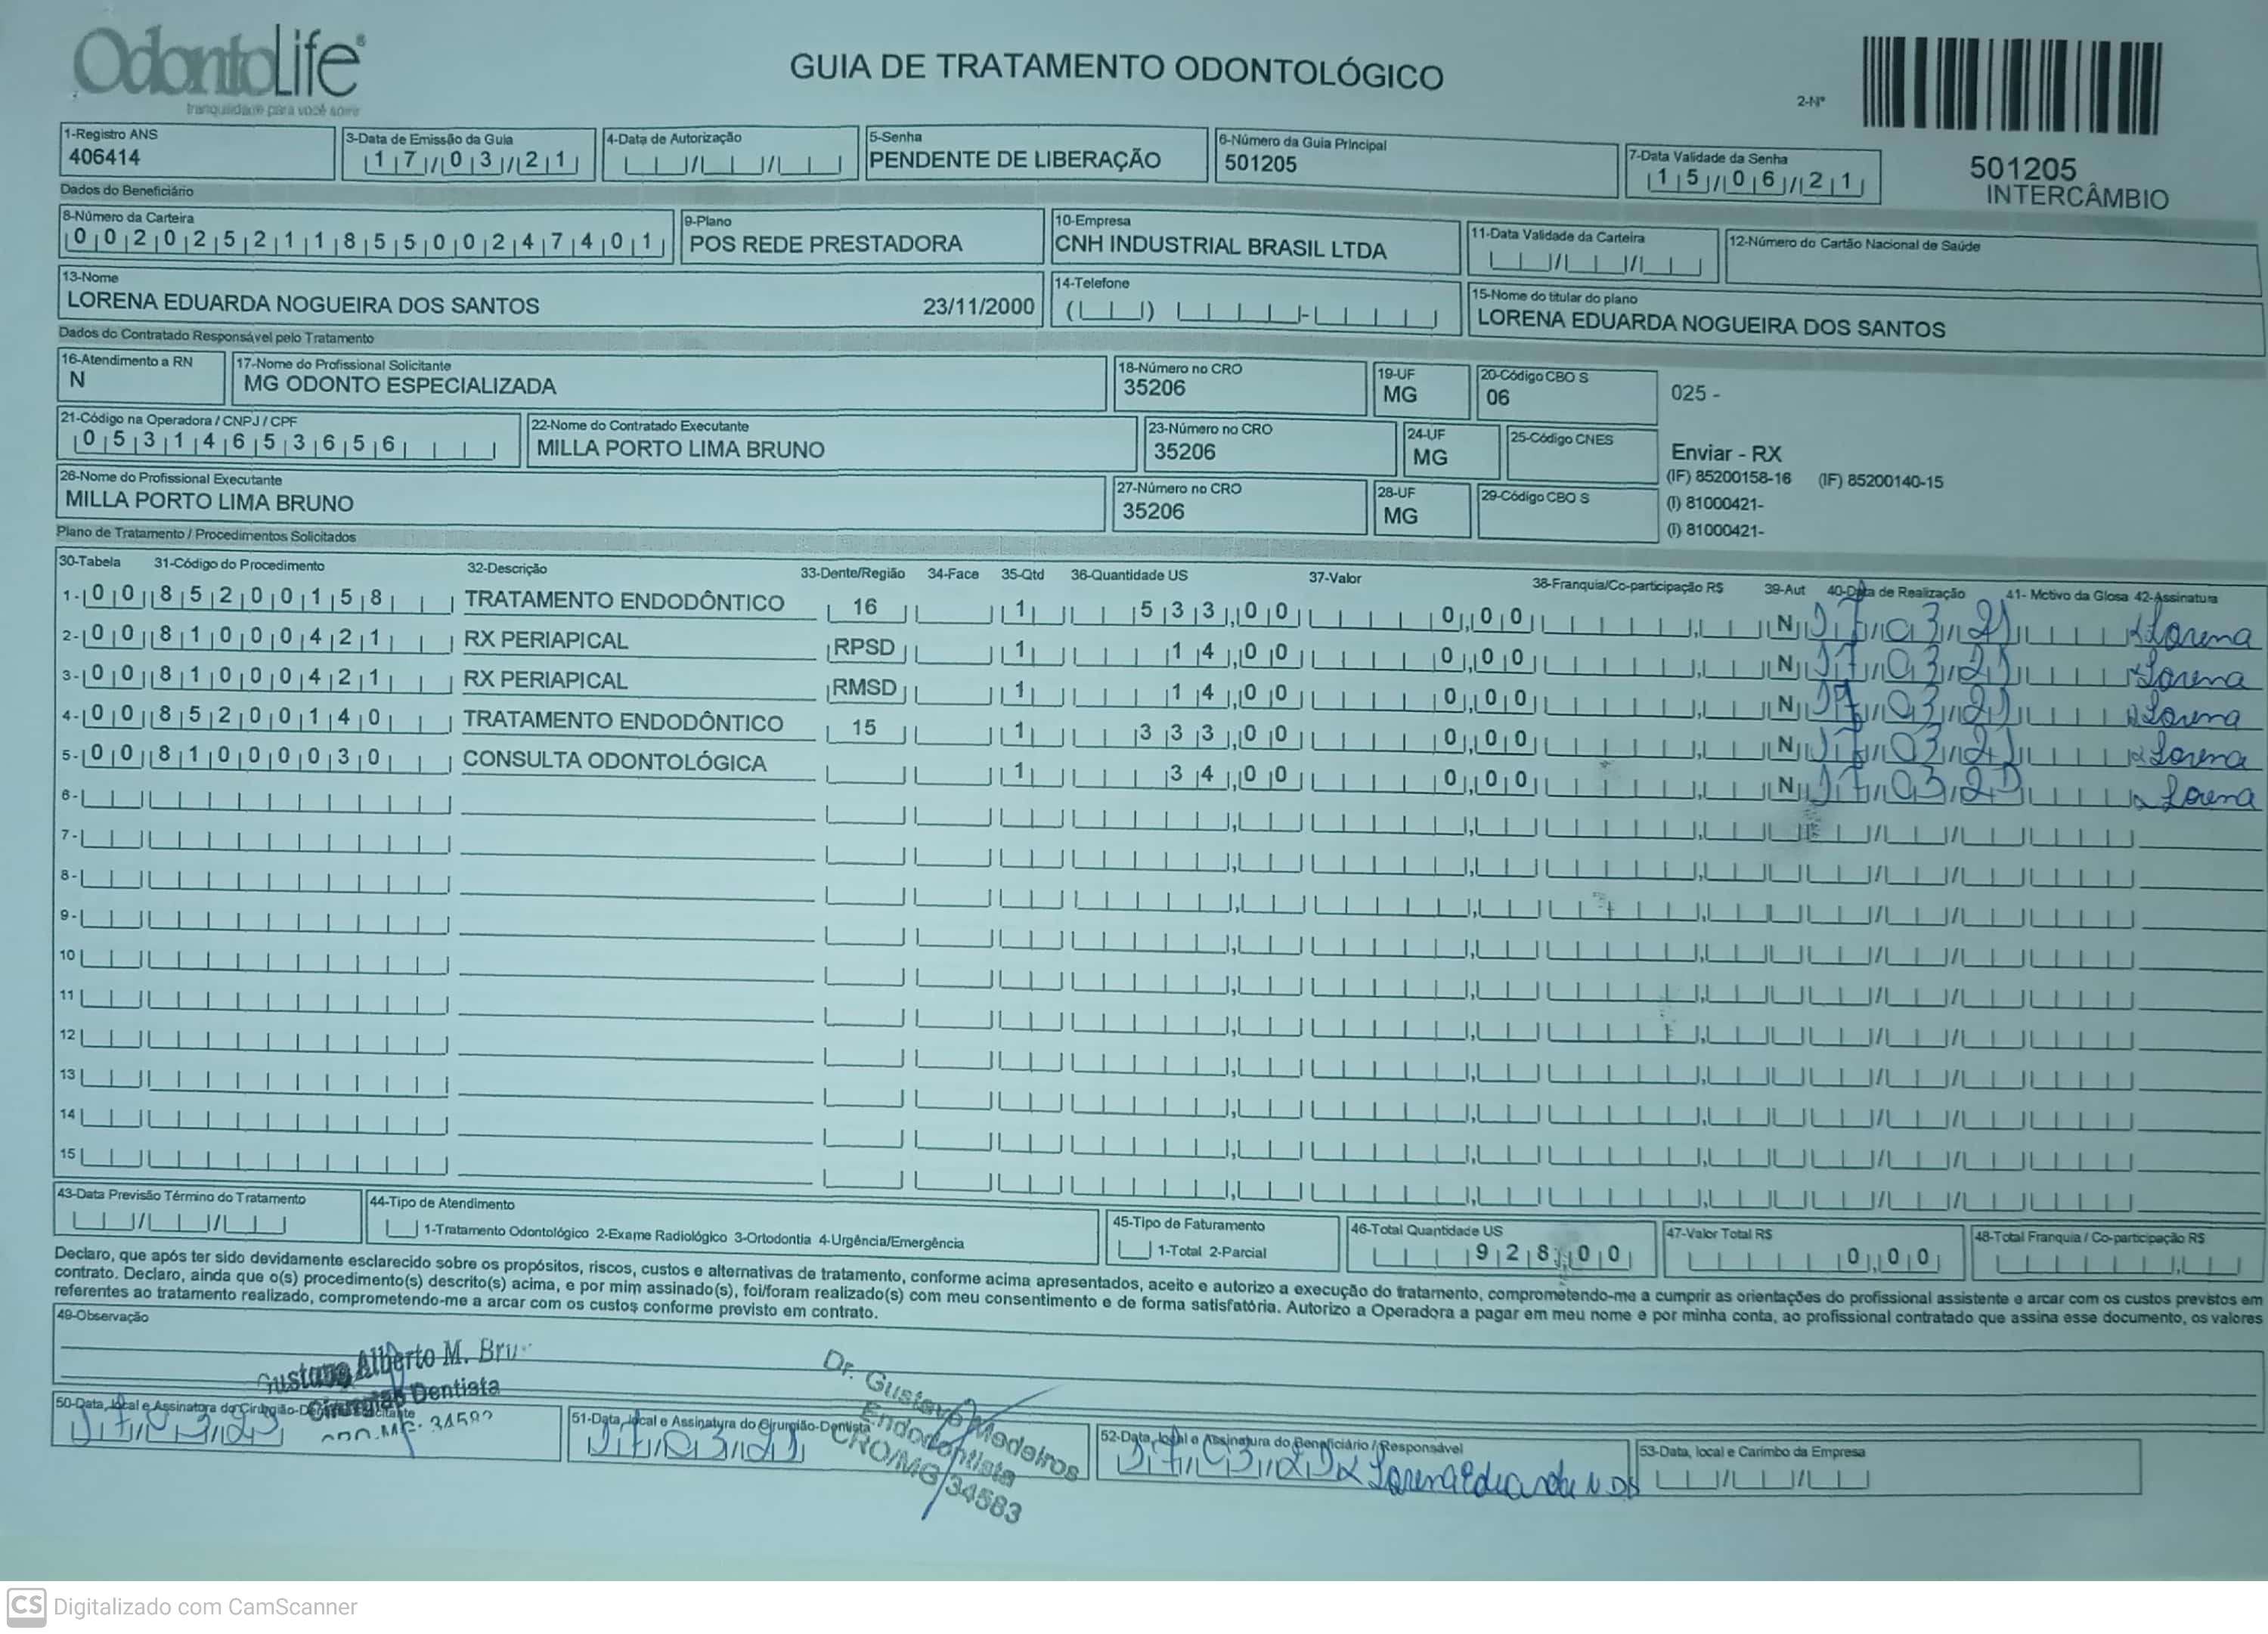 OdontoLife®
tranquilidade para você sorrir
GUIA DE TRATAMENTO ODONTOLÓGICO
2-Nº
501205
INTERCÂMBIO
1-Registro ANS
406414
3-Data de Emissão da Guia
17/03/21
4-Data de Autorização
5-Senha
PENDENTE DE LIBERAÇÃO
6-Número da Guia Principal
501205
7-Data Validade da Senha
15/06/21
Dados do Beneficiário
8-Número da Carteira
00202521185500247401
9-Plano
POS REDE PRESTADORA
10-Empresa
CNH INDUSTRIAL BRASIL LTDA
11-Data Validade da Carteira
12-Número do Cartão Nacional de Saúde
13-Nome
LORENA EDUARDA NOGUEIRA DOS SANTOS 23/11/2000
14-Telefone
15-Nome do titular do plano
LORENA EDUARDA NOGUEIRA DOS SANTOS
Dados do Contratado Responsável pelo Tratamento
16-Atendimento a RN
N
17-Nome do Profissional Solicitante
MG ODONTO ESPECIALIZADA
18-Número no CRO
35206
19-UF
MG
20-Código CBO S
06
025 -
21-Código na Operadora / CNPJ / CPF
05314653656
22-Nome do Contratado Executante
MILLA PORTO LIMA BRUNO
23-Número no CRO
35206
24-UF
MG
25-Código CNES
Enviar - RX
(IF) 85200158-16 (IF) 85200140-15
(I) 81000421-
(I) 81000421-
26-Nome do Profissional Executante
MILLA PORTO LIMA BRUNO
27-Número no CRO
35206
28-UF
MG
29-Código CBO S
Plano de Tratamento / Procedimentos Solicitados
30-Tabela 31-Código do Procedimento 32-Descrição 33-Dente/Região 34-Face 35-Qtd 36-Quantidade US 37-Valor 38-Franquia/Co-participação R$ 39-Aut 40-Data de Realização 41- Motivo da Glosa 42-Assinatura
1- 00 85200158 TRATAMENTO ENDODÔNTICO 16 1 533,00 0,00 N 17/03/21 Lorena
2- 00 81000421 RX PERIAPICAL RPSD 1 14,00 0,00 N 17/03/21 Lorena
3- 00 81000421 RX PERIAPICAL RMSD 1 14,00 0,00 N 17/03/21 Lorena
4- 00 85200140 TRATAMENTO ENDODÔNTICO 15 1 333,00 0,00 N 17/03/21 Lorena
5- 00 81000030 CONSULTA ODONTOLÓGICA 1 34,00 0,00 N 17/03/21 Lorena
6-
7-
8-
9-
10
11
12
13
14
15
43-Data Previsão Término do Tratamento
44-Tipo de Atendimento
1-Tratamento Odontológico 2-Exame Radiológico 3-Ortodontia 4-Urgência/Emergência
45-Tipo de Faturamento
1-Total 2-Parcial
46-Total Quantidade US
928,00
47-Valor Total R$
0,00
48-Total Franquia / Co-participação R$
Declaro, que após ter sido devidamente esclarecido sobre os propósitos, riscos, custos e alternativas de tratamento, conforme acima apresentados, aceito e autorizo a execução do tratamento, comprometendo-me a cumprir as orientações do profissional assistente e arcar com os custos previstos em
contrato. Declaro, ainda que o(s) procedimento(s) descrito(s) acima, e por mim assinado(s), foi/foram realizado(s) com meu consentimento e de forma satisfatória. Autorizo a Operadora a pagar em meu nome e por minha conta, ao profissional contratado que assina esse documento, os valores
referentes ao tratamento realizado, comprometendo-me a arcar com os custos conforme previsto em contrato.
49-Observação
Gustavo Alberto M. Bru
Cirurgião Dentista
50-Data, local e Assinatura do Cirurgião-Dentista Solicitante
17/03/21
51-Data, local e Assinatura do Cirurgião-Dentista
17/03/21
Dr. Gustavo Medeiros
Endodontista
CRO/MG 34583
52-Data, local e Assinatura do Beneficiário / Responsável
17/03/21 Lorena Eduarda N DS
53-Data, local e Carimbo da Empresa
CS Digitalizado com CamScanner